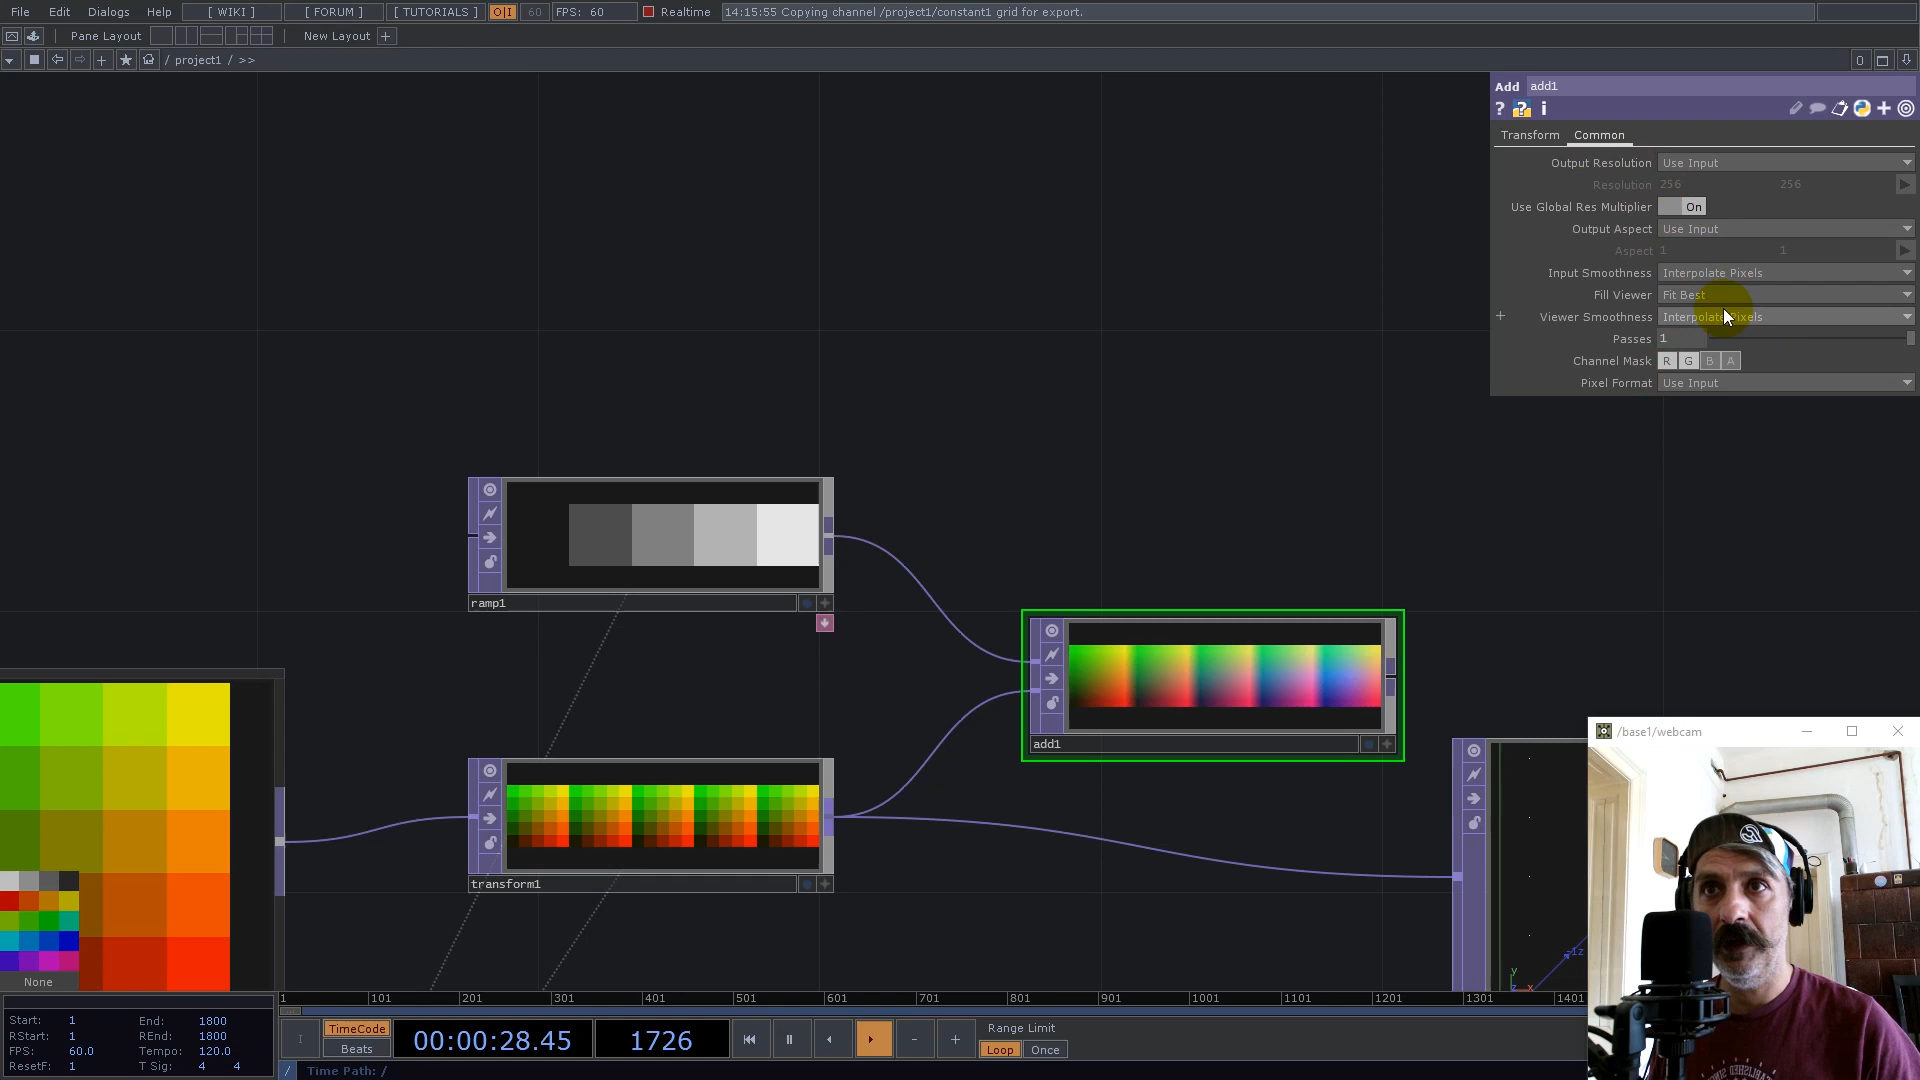 File Edit Dialogs Help [ WIKI ] [ FORUM ] [ TUTORIALS ] O|I 60 FPS: 60 Realtime 14:15:55 Copying channel /project1/constant1 grid for export.
Pane Layout New Layout +
/ project1 / >> 0
Add add1
? ? i
Transform Common
Output Resolution Use Input
Resolution 256 256
Use Global Res Multiplier On
Output Aspect Use Input
Aspect 1 1
Input Smoothness Interpolate Pixels
Fill Viewer Fit Best
+ Viewer Smoothness Interpolate Pixels
Passes 1
Channel Mask R G B A
Pixel Format Use Input
ramp1
add1
transform1
/base1/webcam
-1z
y
z x
None
1 101 201 301 401 501 601 701 801 901 1001 1101 1201 1301 1401
Start: 1 End: 1800
RStart: 1 REnd: 1800
FPS: 60.0 Tempo: 120.0
ResetF: 1 T Sig: 4 4
TimeCode
Beats
00:00:28.45
1726
- +
Range Limit
Loop Once
/ Time Path: /